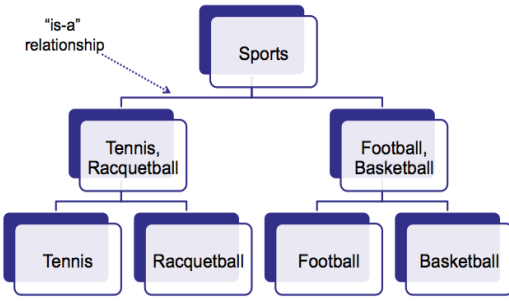 “is-a”
relationship
Sports
Tennis,
Racquetball
Football,
Basketball
Tennis
Racquetball
Football
Basketball